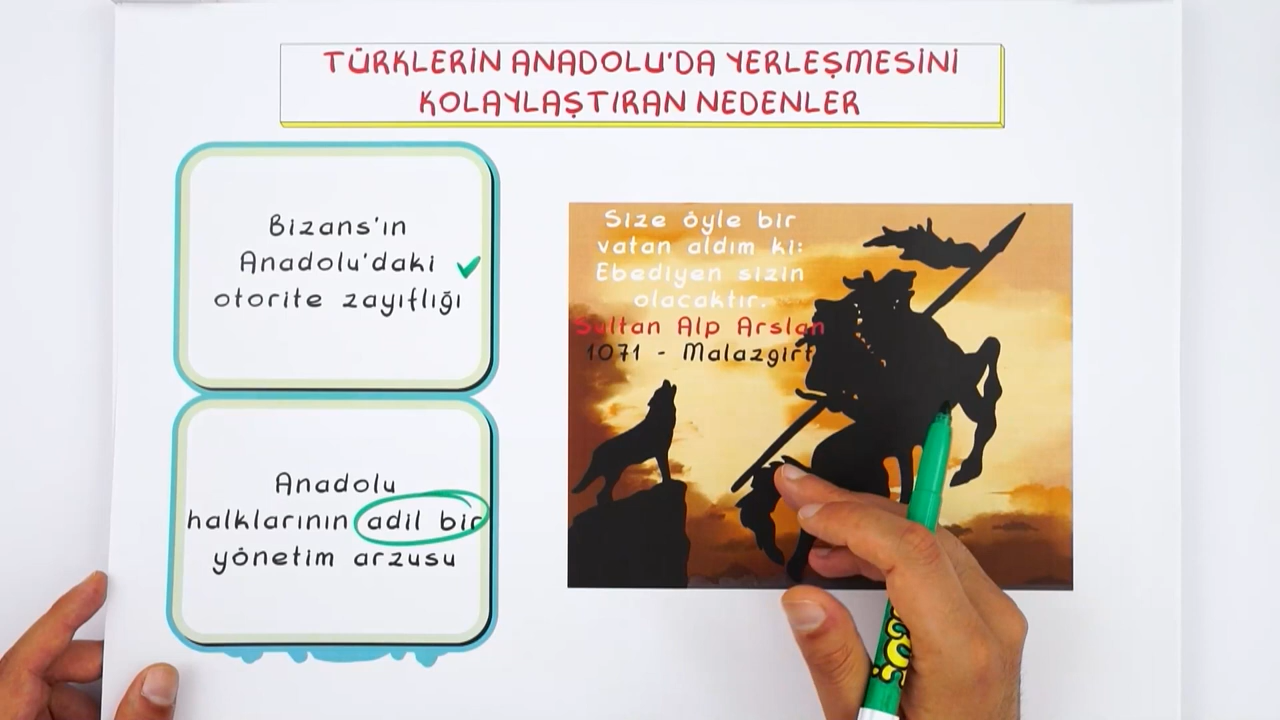 TÜRKLERİN ANADOLU'DA YERLEŞMESİNİ
KOLAYLAŞTIRAN NEDENLER
Bizans'ın
Anadolu'daki
otorite zayıflığı
Anadolu
halklarının adil bir
yönetim arzusu
Size öyle bir
vatan aldım ki:
Ebediyen sizin
olacaktır.
Sultan Alp Arslan
1071 - Malazgirt